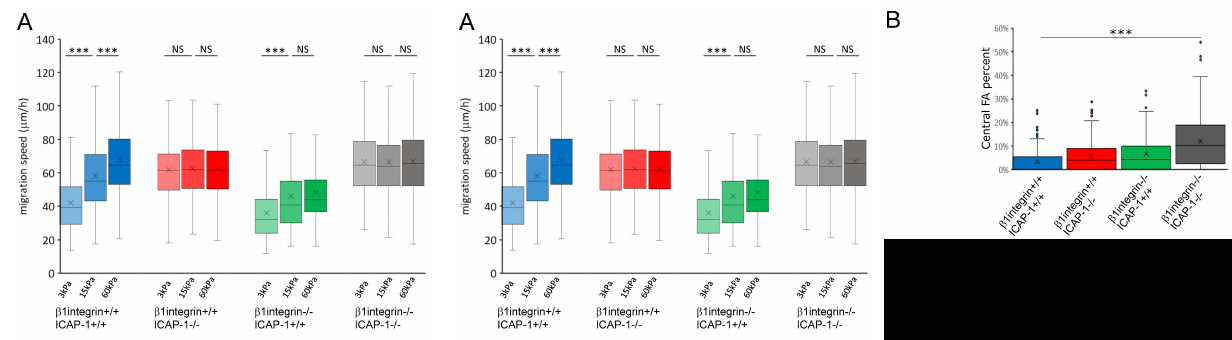 A
migration speed (μm/h)
140
120
100
80
60
40
20
0
*** ***
NS NS
*** NS
NS NS
3kPa 15kPa 60kPa
3kPa 15kPa 60kPa
3kPa 15kPa 60kPa
3kPa 15kPa 60kPa
β1integrin+/+
ICAP-1+/+
β1integrin+/+
ICAP-1-/-
β1integrin-/-
ICAP-1+/+
β1integrin-/-
ICAP-1-/-
A
migration speed (μm/h)
140
120
100
80
60
40
20
0
*** ***
NS NS
*** NS
NS NS
3kPa 15kPa 60kPa
3kPa 15kPa 60kPa
3kPa 15kPa 60kPa
3kPa 15kPa 60kPa
β1integrin+/+
ICAP-1+/+
β1integrin+/+
ICAP-1-/-
β1integrin-/-
ICAP-1+/+
β1integrin-/-
ICAP-1-/-
B
Central FA percent
60%
50%
40%
30%
20%
10%
0%
***
β1integrin+/+
ICAP-1+/+
β1integrin+/+
ICAP-1-/-
β1integrin-/-
ICAP-1+/+
β1integrin-/-
ICAP-1-/-